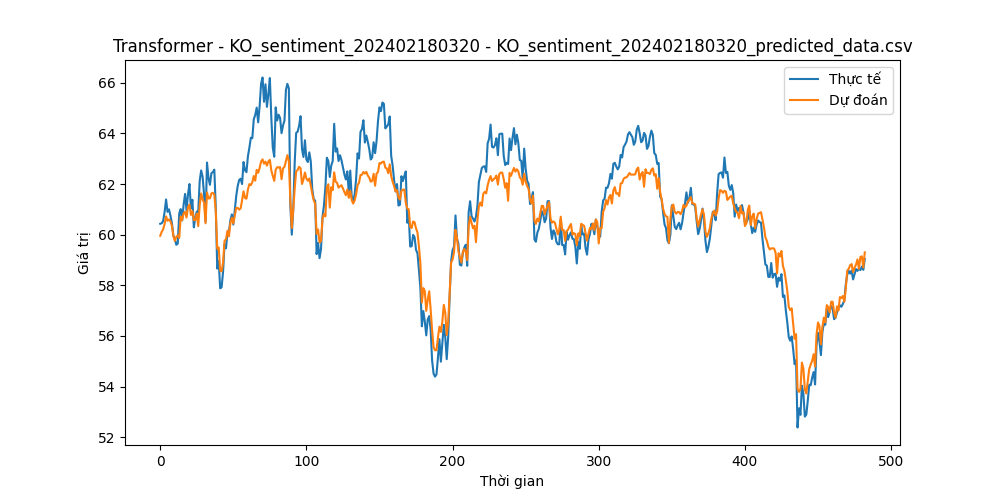 Transformer - KO_sentiment_202402180320 - KO_sentiment_202402180320_predicted_data.csv
Thực tế
Dự đoán
Giá trị
66
64
62
60
58
56
54
52
0 100 200 300 400 500
Thời gian